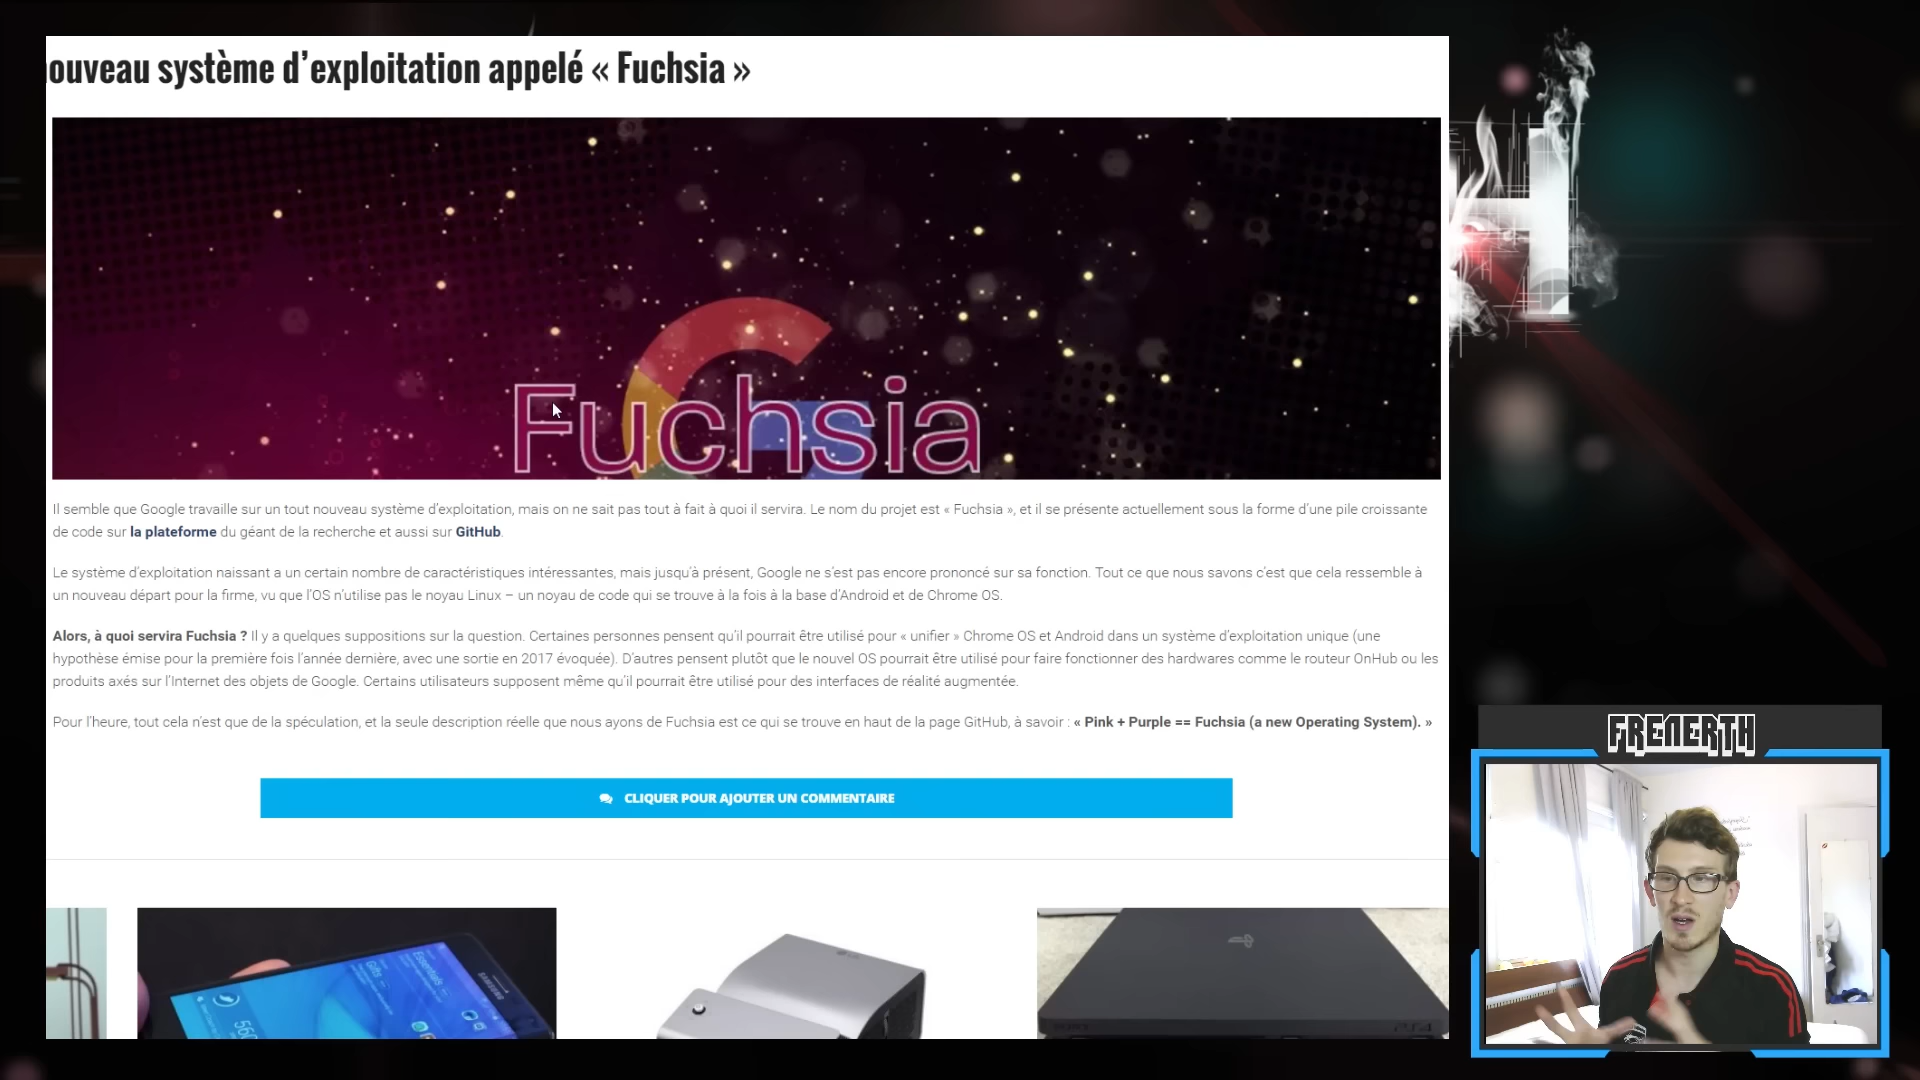 ouveau système d’exploitation appelé « Fuchsia »
Fuchsia
Il semble que Google travaille sur un tout nouveau système d’exploitation, mais on ne sait pas tout à fait à quoi il servira. Le nom du projet est « Fuchsia », et il se présente actuellement sous la forme d’une pile croissante
de code sur la plateforme du géant de la recherche et aussi sur GitHub.
Le système d’exploitation naissant a un certain nombre de caractéristiques intéressantes, mais jusqu’à présent, Google ne s’est pas encore prononcé sur sa fonction. Tout ce que nous savons c’est que cela ressemble à
un nouveau départ pour la firme, vu que l’OS n’utilise pas le noyau Linux – un noyau de code qui se trouve à la fois à la base d’Android et de Chrome OS.
Alors, à quoi servira Fuchsia ? Il y a quelques suppositions sur la question. Certaines personnes pensent qu’il pourrait être utilisé pour « unifier » Chrome OS et Android dans un système d’exploitation unique (une
hypothèse émise pour la première fois l’année dernière, avec une sortie en 2017 évoquée). D’autres pensent plutôt que le nouvel OS pourrait être utilisé pour faire fonctionner des hardwares comme le routeur OnHub ou les
produits axés sur l’Internet des objets de Google. Certains utilisateurs supposent même qu’il pourrait être utilisé pour des interfaces de réalité augmentée.
Pour l’heure, tout cela n’est que de la spéculation, et la seule description réelle que nous ayons de Fuchsia est ce qui se trouve en haut de la page GitHub, à savoir : « Pink + Purple == Fuchsia (a new Operating System). »
CLIQUER POUR AJOUTER UN COMMENTAIRE
FRENERTH
Gifts
Essentials
SAMSUNG
560
SONY
PS4